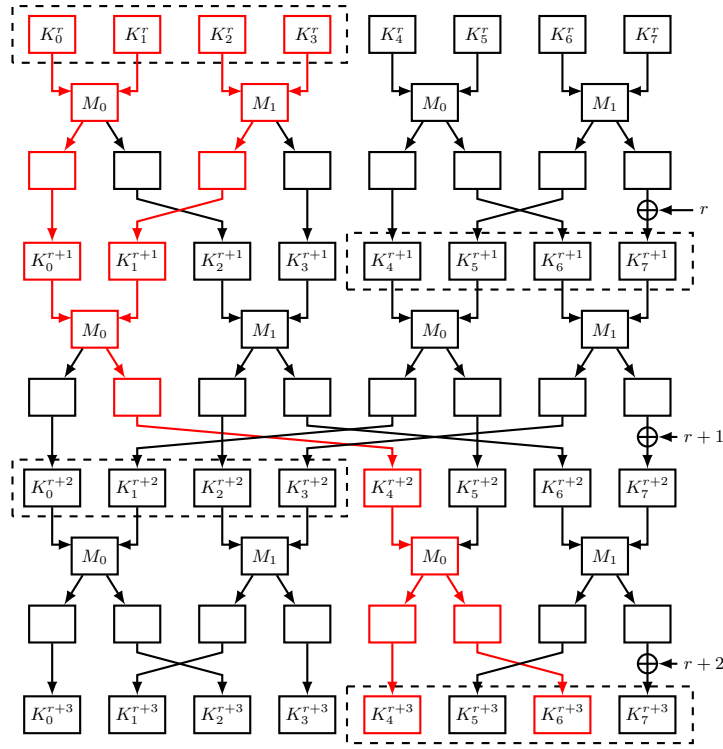 K_0^r K_1^r K_2^r K_3^r K_4^r K_5^r K_6^r K_7^r
M_0 M_1 M_0 M_1
r
K_0^{r+1} K_1^{r+1} K_2^{r+1} K_3^{r+1} K_4^{r+1} K_5^{r+1} K_6^{r+1} K_7^{r+1}
M_0 M_1 M_0 M_1
r + 1
K_0^{r+2} K_1^{r+2} K_2^{r+2} K_3^{r+2} K_4^{r+2} K_5^{r+2} K_6^{r+2} K_7^{r+2}
M_0 M_1 M_0 M_1
r + 2
K_0^{r+3} K_1^{r+3} K_2^{r+3} K_3^{r+3} K_4^{r+3} K_5^{r+3} K_6^{r+3} K_7^{r+3}